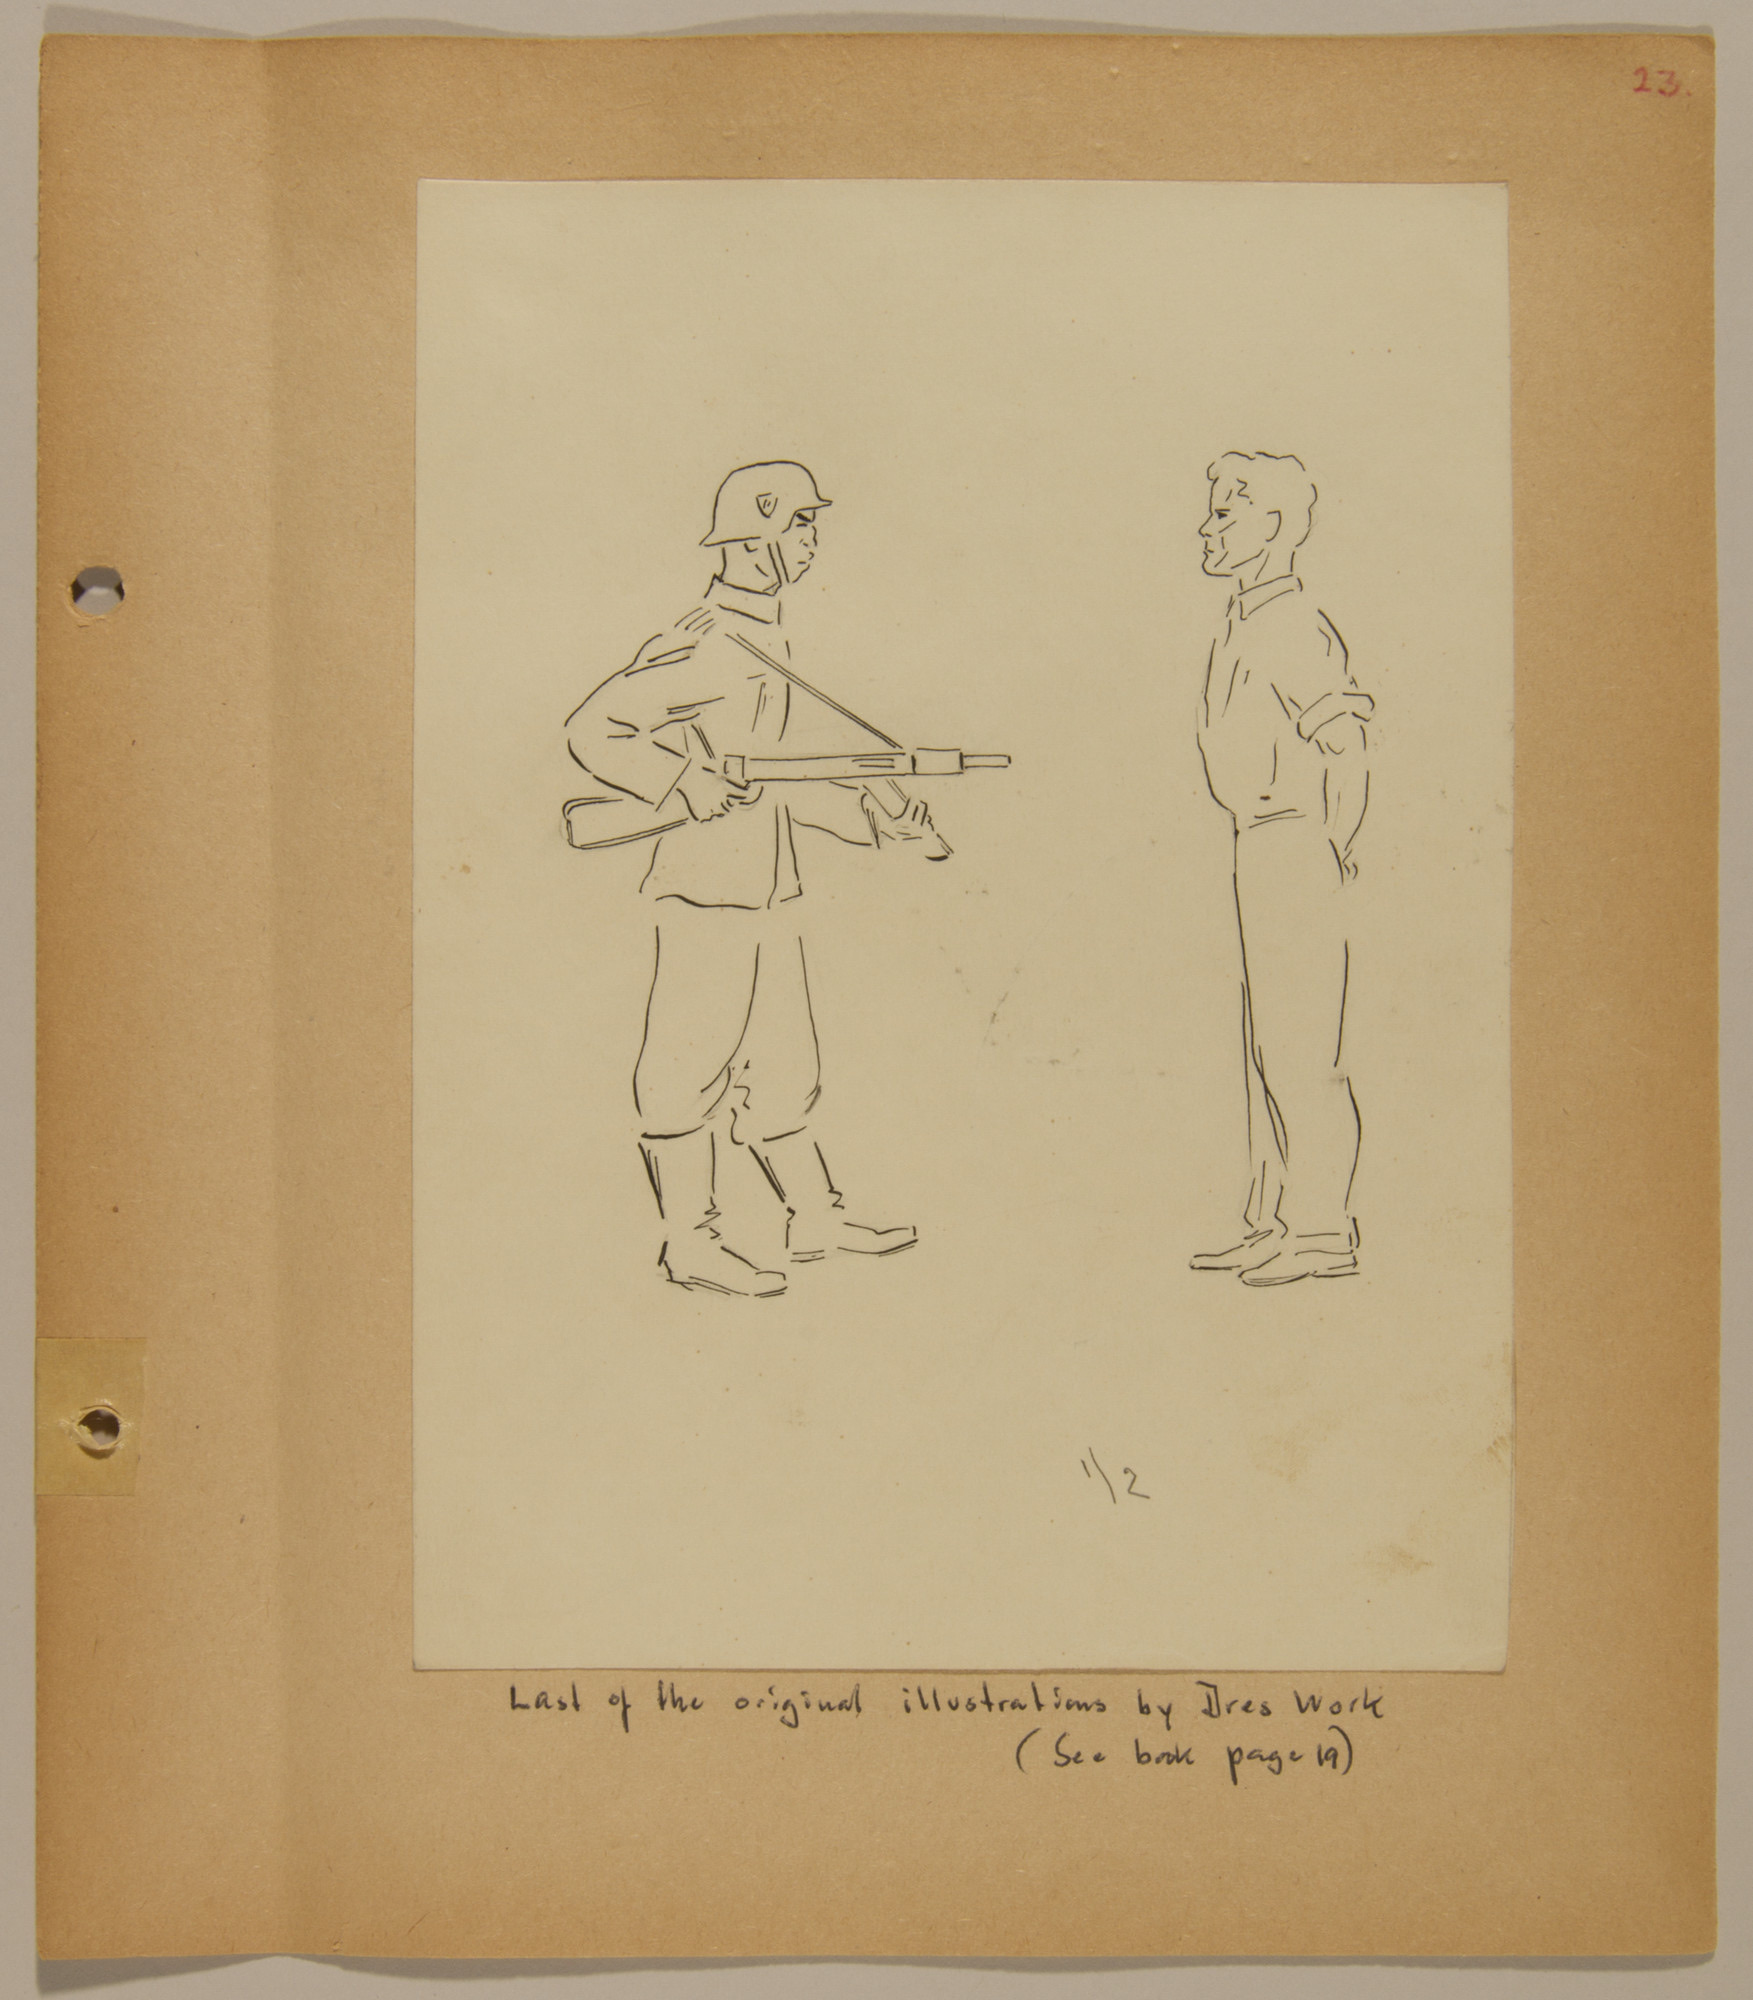 23.
1/2
Last of the original illustrations by Dres Work
(See book page 19)